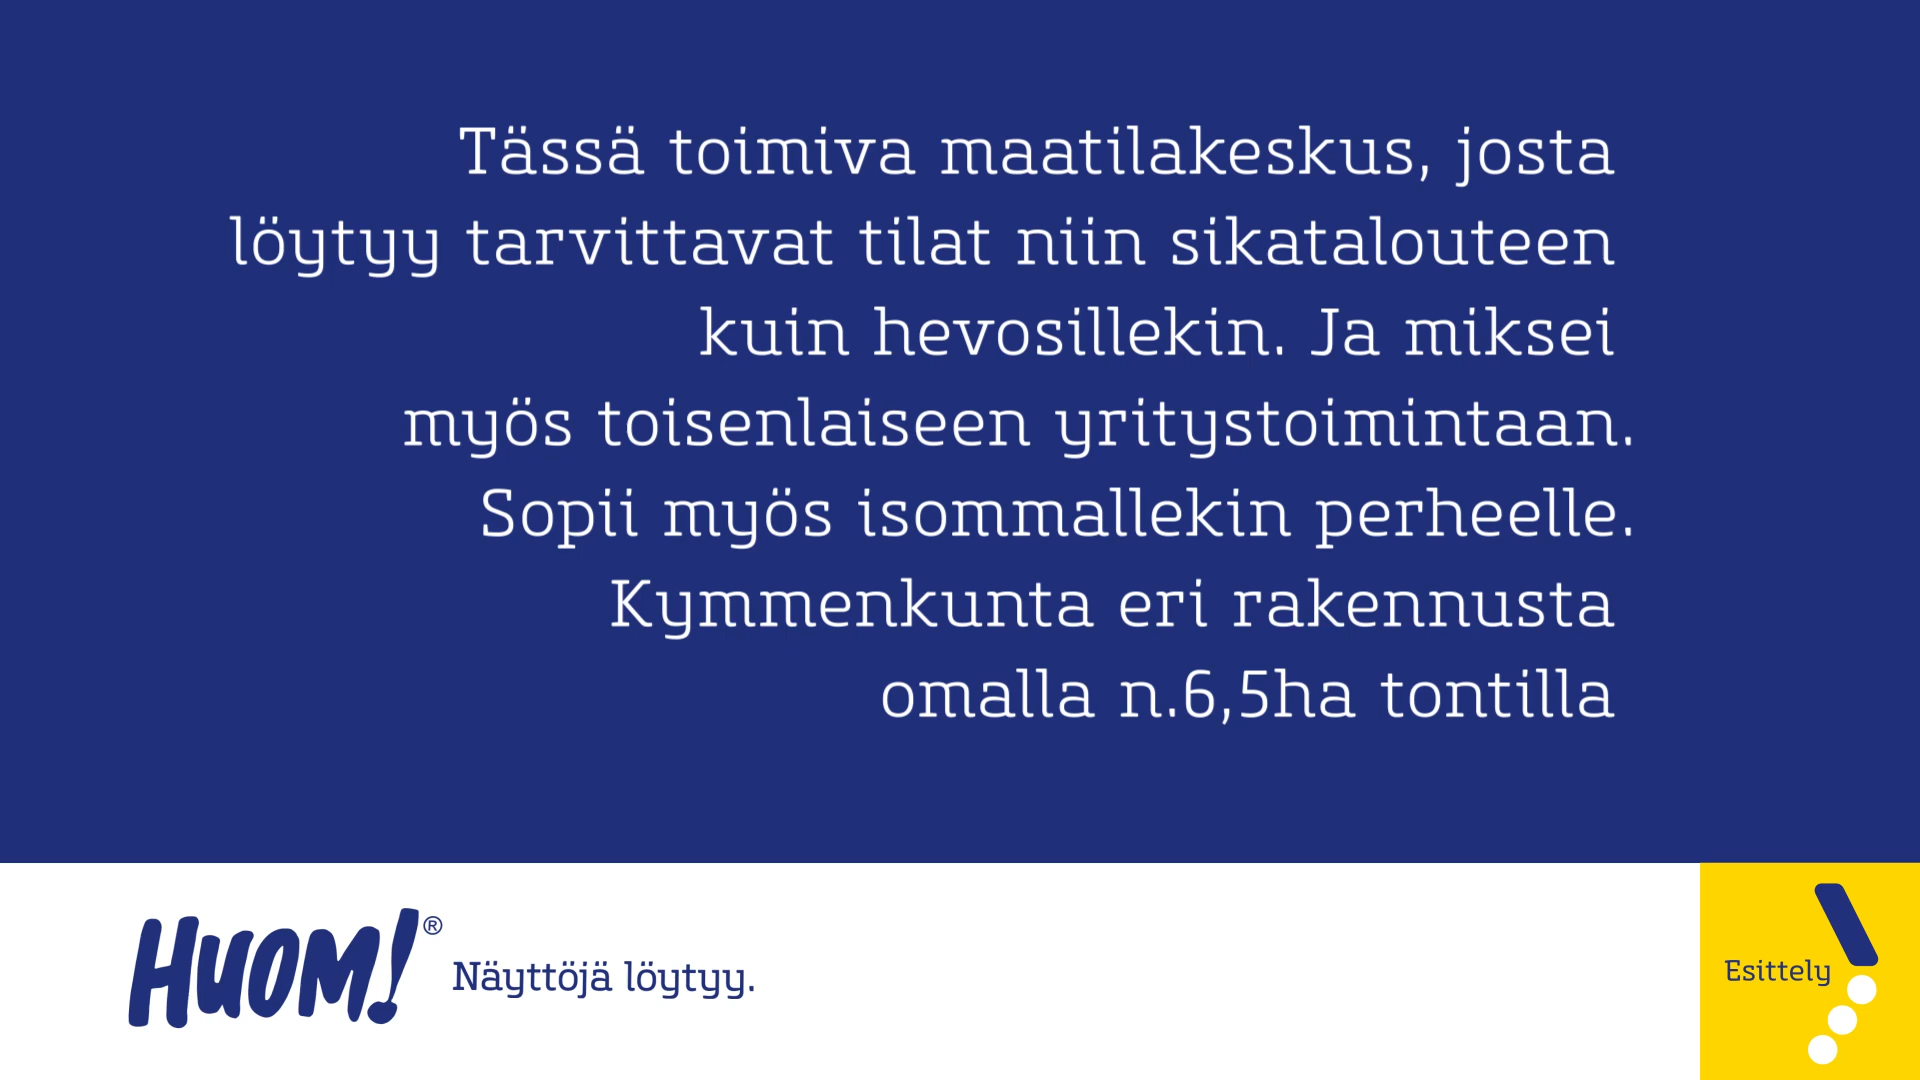 Tässä toimiva maatilakeskus, josta
löytyy tarvittavat tilat niin sikatalouteen
kuin hevosillekin. Ja miksei
myös toisenlaiseen yritystoimintaan.
Sopii myös isommallekin perheelle.
Kymmenkunta eri rakennusta
omalla n.6,5ha tontilla
HUOM!® Näyttöjä löytyy.
Esittely